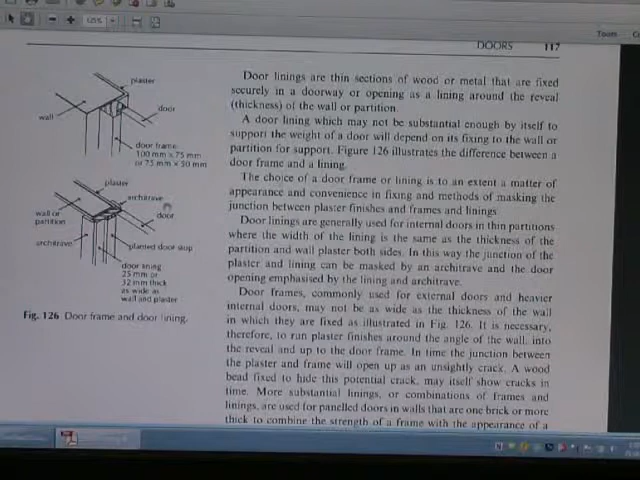 125%
Tools
DOORS 117
plaster
wall
door
door frame
100 mm x 75 mm
or 75 mm x 50 mm
plaster
architrave
wall or
partition
door
architrave
planted door stop
door lining
25 mm or
32 mm thick
as wide as
wall and plaster
Fig. 126 Door frame and door lining.
Door linings are thin sections of wood or metal that are fixed
securely in a doorway or opening as a lining around the reveal
(thickness) of the wall or partition.
A door lining which may not be substantial enough by itself to
support the weight of a door will depend on its fixing to the wall or
partition for support. Figure 126 illustrates the difference between a
door frame and a lining.
The choice of a door frame or lining is to an extent a matter of
appearance and convenience in fixing and methods of masking the
junction between plaster finishes and frames and linings.
Door linings are generally used for internal doors in thin partitions
where the width of the lining is the same as the thickness of the
partition and wall plaster both sides. In this way the junction of the
plaster and lining can be masked by an architrave and the door
opening emphasised by the lining and architrave.
Door frames, commonly used for external doors and heavier
internal doors, may not be as wide as the thickness of the wall
in which they are fixed as illustrated in Fig. 126. It is necessary,
therefore, to run plaster finishes around the angle of the wall, into
the reveal and up to the door frame. In time the junction between
the plaster and frame will open up as an unsightly crack. A wood
bead fixed to hide this potential crack, may itself show cracks in
time. More substantial linings, or combinations of frames and
linings, are used for panelled doors in walls that are one brick or more
thick to combine the strength of a frame with the appearance of a